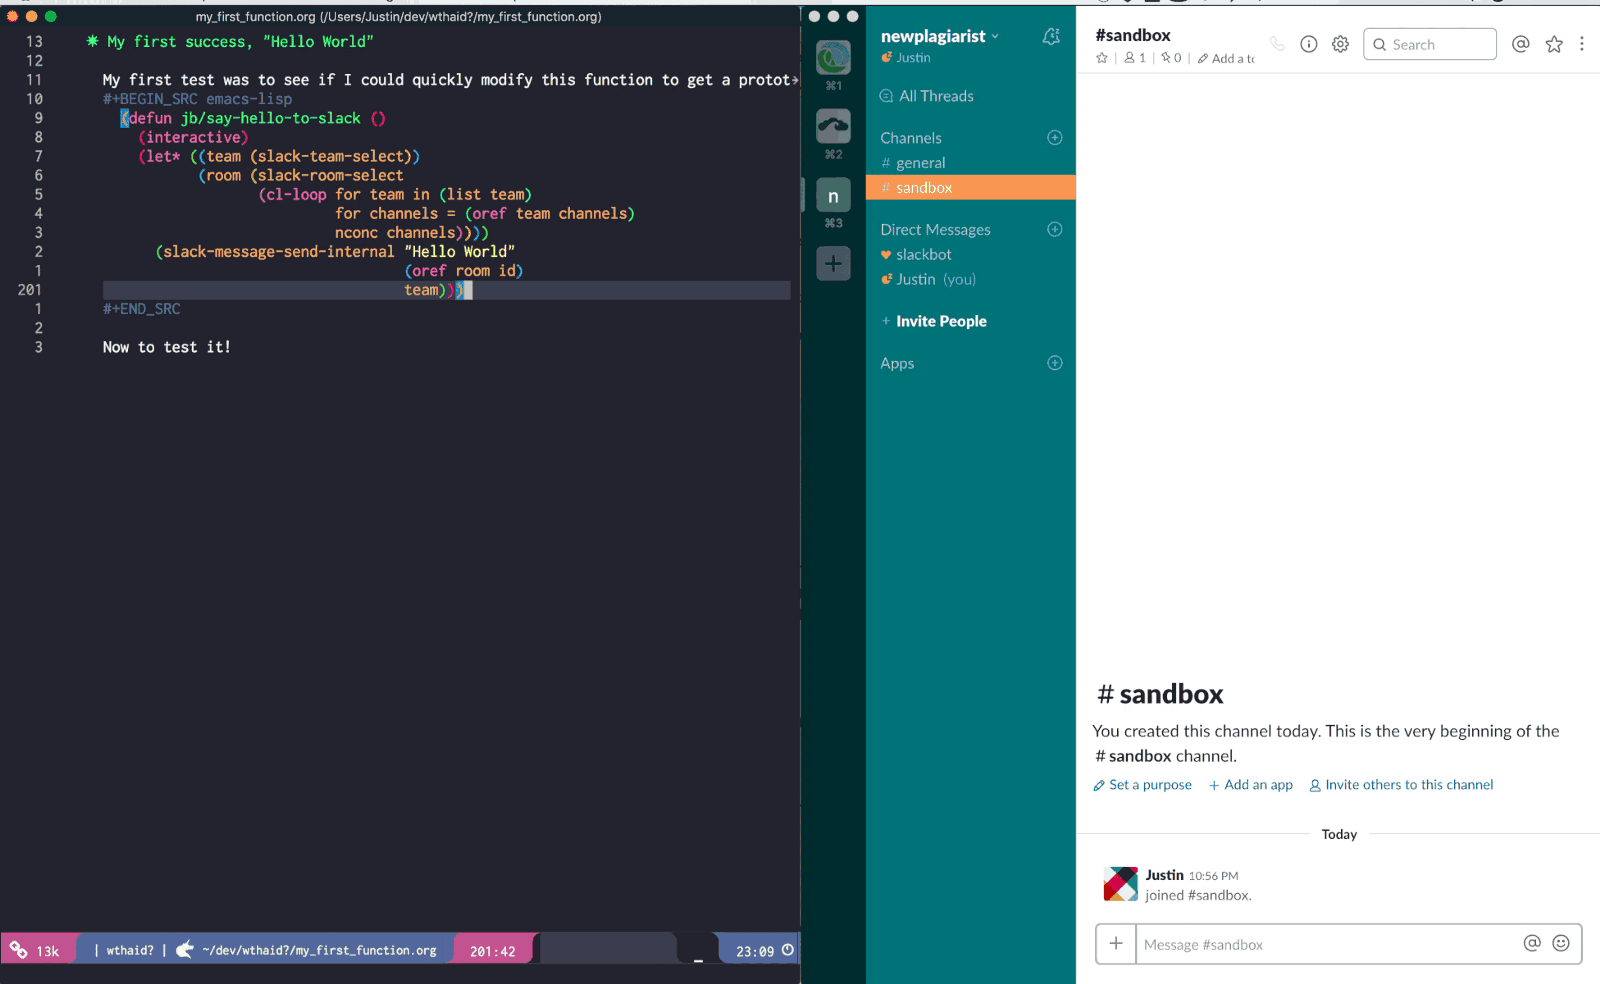 my_first_function.org (/Users/Justin/dev/wthaid?/my_first_function.org)
13 ✷ My first success, "Hello World"
12
11 My first test was to see if I could quickly modify this function to get a protot
10 #+BEGIN_SRC emacs-lisp
9 (defun jb/say-hello-to-slack ()
8 (interactive)
7 (let* ((team (slack-team-select))
6 (room (slack-room-select
5 (cl-loop for team in (list team)
4 for channels = (oref team channels)
3 nconc channels))))
2 (slack-message-send-internal "Hello World"
1 (oref room id)
201 team)))
1 #+END_SRC
2
3 Now to test it!
13k | wthaid? | ~/dev/wthaid?/my_first_function.org 201:42 23:09
⌘1
⌘2
n
⌘3
+
newplagiarist
Justin
All Threads
Channels
# general
# sandbox
Direct Messages
slackbot
Justin (you)
+ Invite People
Apps
#sandbox
1 | 0 | Add a to
Search
@
# sandbox
You created this channel today. This is the very beginning of the
# sandbox channel.
Set a purpose + Add an app Invite others to this channel
Today
Justin 10:56 PM
joined #sandbox.
+ Message #sandbox @